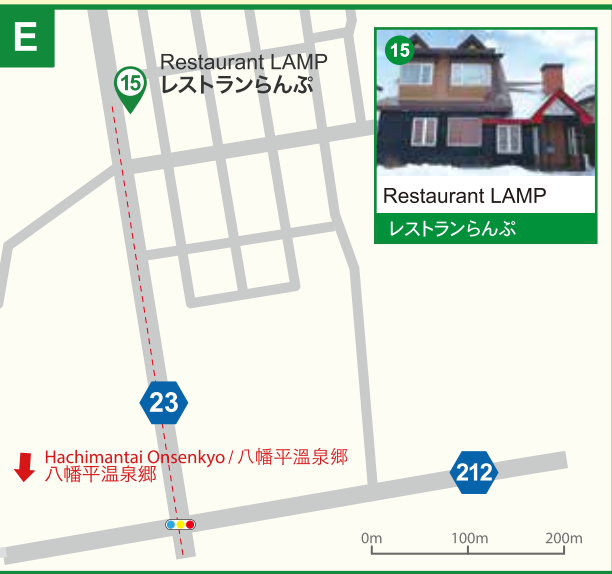 E
15
Restaurant LAMP
レストランらんぷ
15
Restaurant LAMP
レストランらんぷ
23
Hachimantai Onsenkyo / 八幡平溫泉鄉
八幡平温泉郷
212
0m 100m 200m